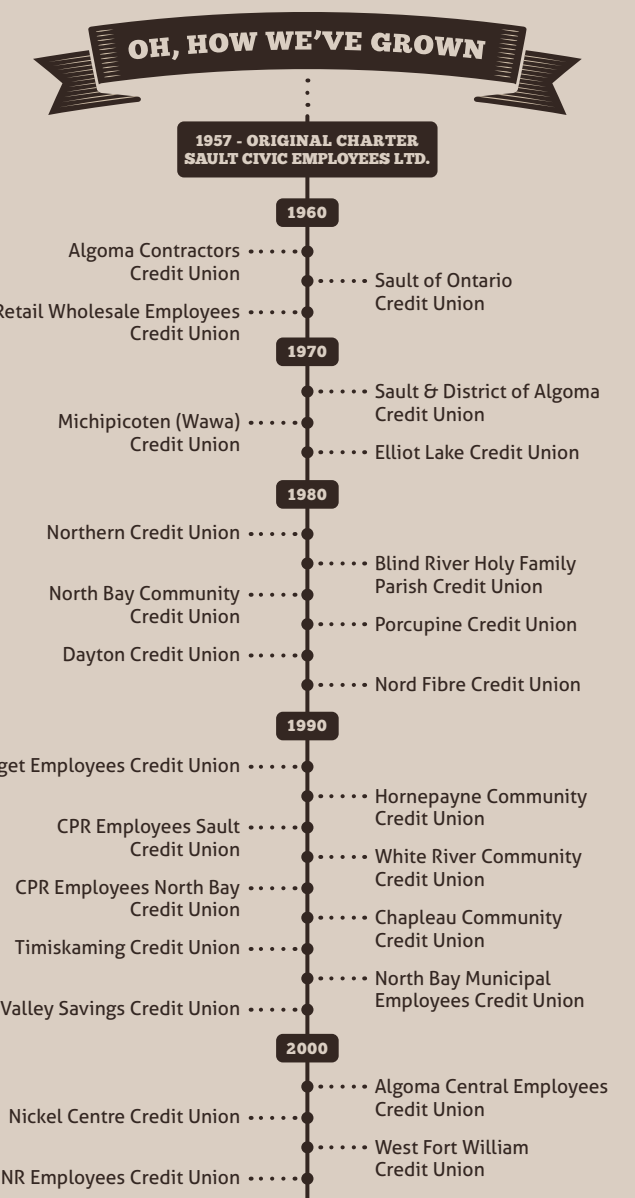 OH, HOW WE'VE GROWN
1957 - ORIGINAL CHARTER
SAULT CIVIC EMPLOYEES LTD.
1960
Algoma Contractors
Credit Union
Sault of Ontario
Credit Union
Retail Wholesale Employees
Credit Union
1970
Sault & District of Algoma
Credit Union
Michipicoten (Wawa)
Credit Union
Elliot Lake Credit Union
1980
Northern Credit Union
Blind River Holy Family
Parish Credit Union
North Bay Community
Credit Union
Porcupine Credit Union
Dayton Credit Union
Nord Fibre Credit Union
1990
Employees Credit Union
Hornepayne Community
Credit Union
CPR Employees Sault
Credit Union
White River Community
Credit Union
CPR Employees North Bay
Credit Union
Chapleau Community
Credit Union
Timiskaming Credit Union
North Bay Municipal
Employees Credit Union
Valley Savings Credit Union
2000
Algoma Central Employees
Credit Union
Nickel Centre Credit Union
West Fort William
Credit Union
Employees Credit Union